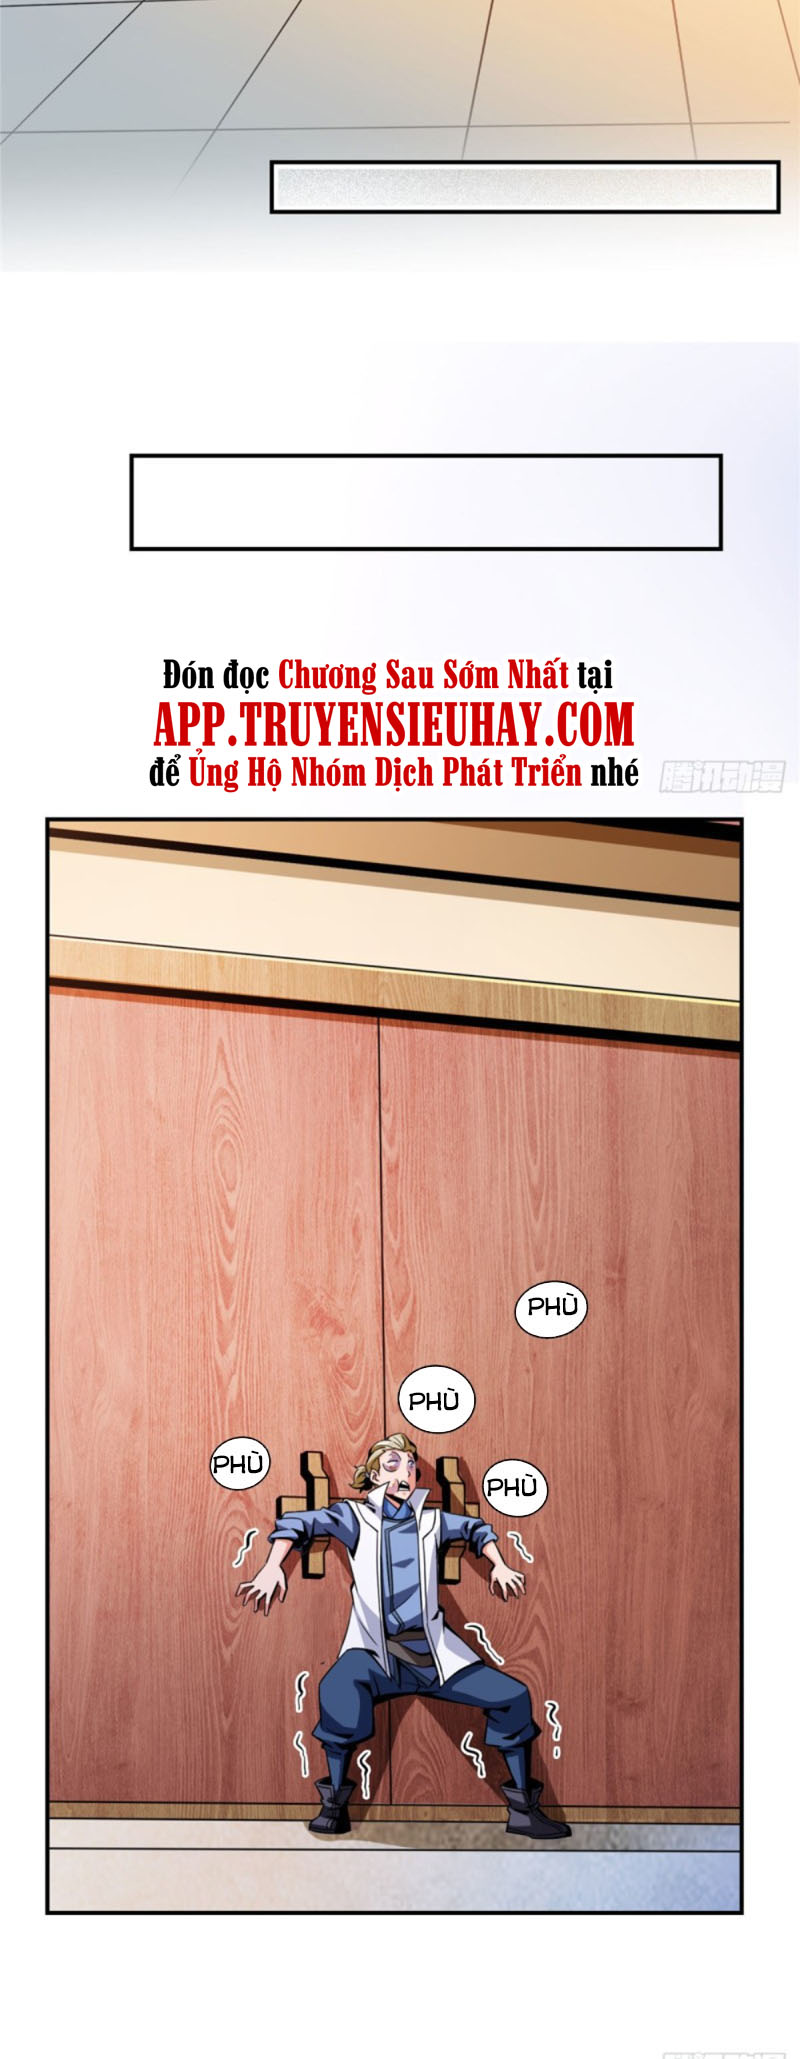 Đón đọc Chương Sau Sớm Nhất tại
APP.TRUYENSIEUHAY.COM
để Ủng Hộ Nhóm Dịch Phát Triển nhé
腾讯动漫
PHÙ
PHÙ
PHÙ
PHÙ